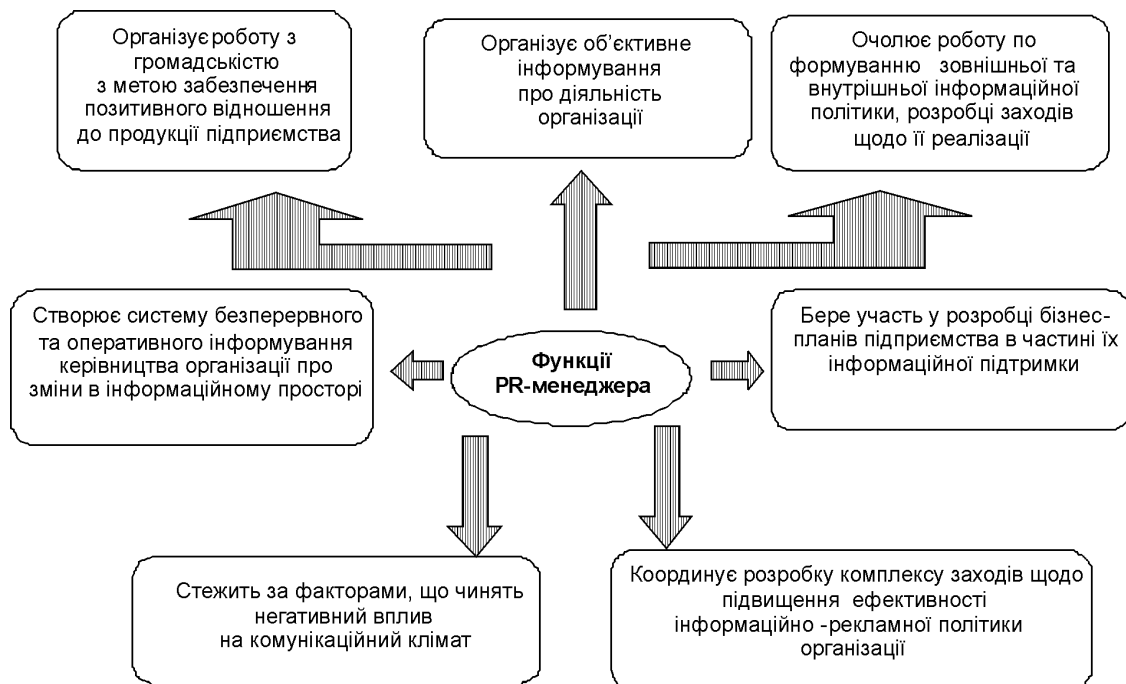 Організує роботу з
громадськістю
з метою забезпечення
позитивного відношення
до продукції підприємства
Організує об’єктивне
інформування
про діяльність
організації
Очолює роботу по
формуванню зовнішньої та
внутрішньої інформаційної
політики, розробці заходів
щодо її реалізації
Створює систему безперервного
та оперативного інформування
керівництва організації про
зміни в інформаційному просторі
Функції
PR-менеджера
Бере участь у розробці бізнес-
планів підприємства в частині їх
інформаційної підтримки
Стежить за факторами, що чинять
негативний вплив
на комунікаційний клімат
Координує розробку комплексу заходів щодо
підвищення ефективності
інформаційно -рекламної політики
організації